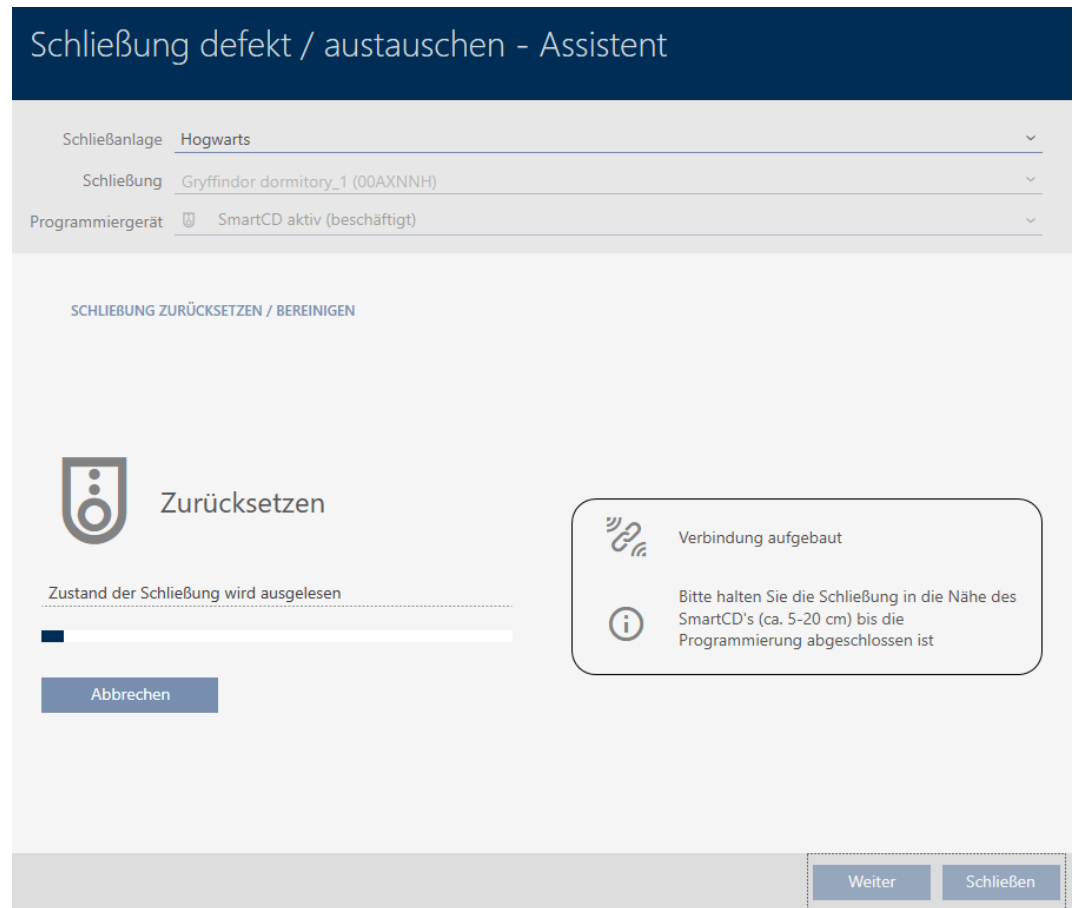 Schließung defekt / austauschen - Assistent
Schließanlage Hogwarts
Schließung Gryffindor dormitory_1 (00AXNNH)
Programmiergerät SmartCD aktiv (beschäftigt)
SCHLIEßUNG ZURÜCKSETZEN / BEREINIGEN
Zurücksetzen
Zustand der Schließung wird ausgelesen
Abbrechen
Verbindung aufgebaut
Bitte halten Sie die Schließung in die Nähe des
SmartCD's (ca. 5-20 cm) bis die
Programmierung abgeschlossen ist
Weiter Schließen